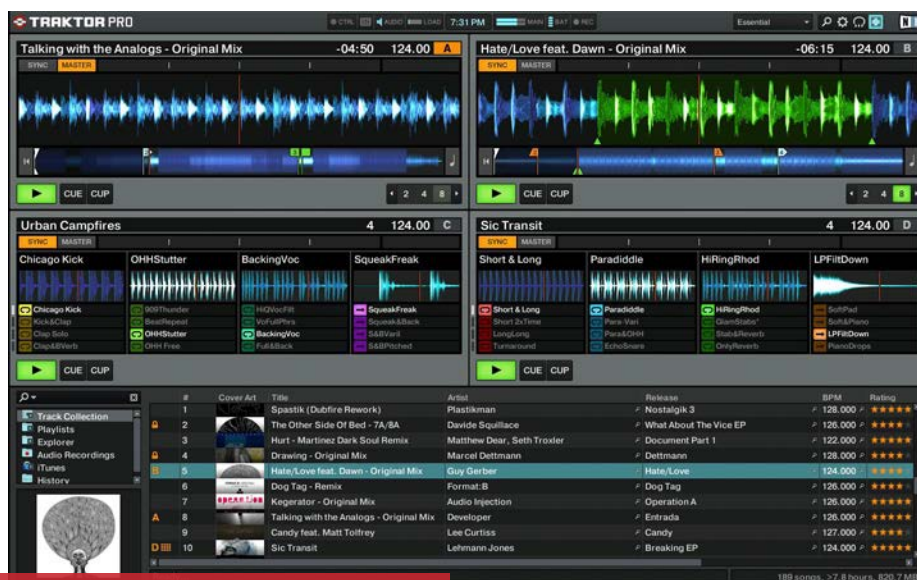 TRAKTOR PRO CTRL AUDIO LOAD 7:31 PM MAIN BAT REC Essential N
Talking with the Analogs - Original Mix -04:50 124.00 A
SYNC MASTER
CUE CUP 2 4 8
Hate/Love feat. Dawn - Original Mix -06:15 124.00 B
SYNC MASTER
CUE CUP 2 4 8
Urban Campfires 4 124.00 C
SYNC MASTER
Chicago Kick OHHStutter BackingVoc SqueakFreak
Chicago Kick 909Thunder HiQVocFilt SqueakFreak
Kick&Clap BeatRepeat VoFullPhrs Squeak&Back
Clap Solo OHHStutter BackingVoc S&BVaril
Clap&BVerb OHH Free Full&Back S&BPitched
CUE CUP
Sic Transit 4 124.00 D
SYNC MASTER
Short & Long Paradiddle HiRingRhod LPFiltDown
Short & Long Paradiddle HiRingRhod SoftPad
Short 2xTime Para-Vari GlamStabs" Soft&Piano
LongLong Para&OHH Stab&Reverb LPFiltDown
Turnaround EchoSnare OnlyReverb PianoDrops
CUE CUP
Track Collection
Playlists
Explorer
Audio Recordings
iTunes
History
# Cover Art Title Artist Release BPM Rating
1 Spastik (Dubfire Rework) Plastikman Nostalgik 3 128.000
2 The Other Side Of Bed - 7A/8A Davide Squillace What About The Vice EP 126.000
3 Hurt - Martinez Dark Soul Remix Matthew Dear, Seth Troxler Document Part 1 122.000
4 Drawing - Original Mix Marcel Dettmann Dettmann 128.000
B 5 Hate/Love feat. Dawn - Original Mix Guy Gerber Hate/Love 124.000
6 Dog Tag - Remix Format:B Dog Tag 126.000
7 Kegerator - Original Mix Audio Injection Operation A 126.000
A 8 Talking with the Analogs - Original Mix Developer Entrada 126.000
9 Candy feat. Matt Tolfrey Lee Curtiss Candy 127.000
D 10 Sic Transit Lehmann Jones Breaking EP 124.000
189 songs, >7.8 hours, 820.7